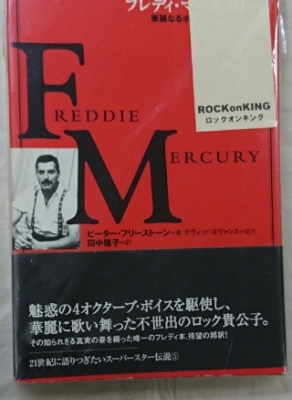 フレディ・マーキュリー
華麗なるボ
ROCKonKING
ロックオンキング
FREDDIE
MERCURY
ピーター・フリーストーン=著 デヴィッド・エヴァンス=協力
田中雅子=訳
魅惑の4オクターブ・ボイスを駆使し、
華麗に歌い舞った不世出のロック貴公子。
その知られざる真実の姿を綴った唯一のフレディ本、待望の邦訳!
21世紀に語りつぎたいスーパースター伝説⑤